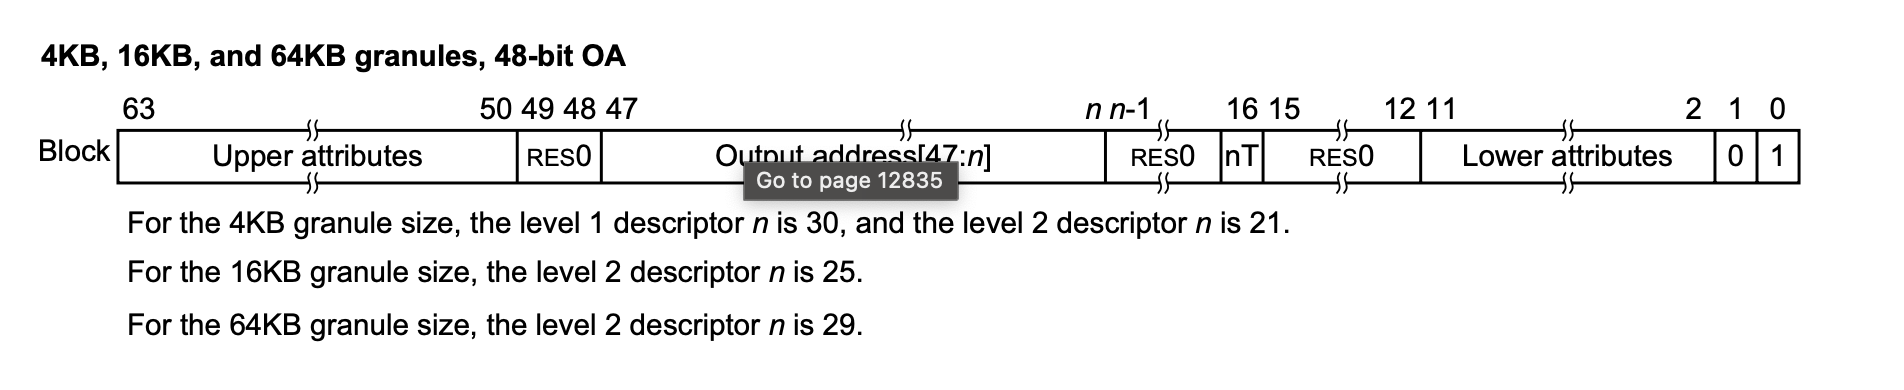 4KB, 16KB, and 64KB granules, 48-bit OA
63 50 49 48 47 n n-1 16 15 12 11 2 1 0
Block Upper attributes RES0 Output address[47:n] RES0 nT RES0 Lower attributes 0 1
Go to page 12835
For the 4KB granule size, the level 1 descriptor n is 30, and the level 2 descriptor n is 21.
For the 16KB granule size, the level 2 descriptor n is 25.
For the 64KB granule size, the level 2 descriptor n is 29.